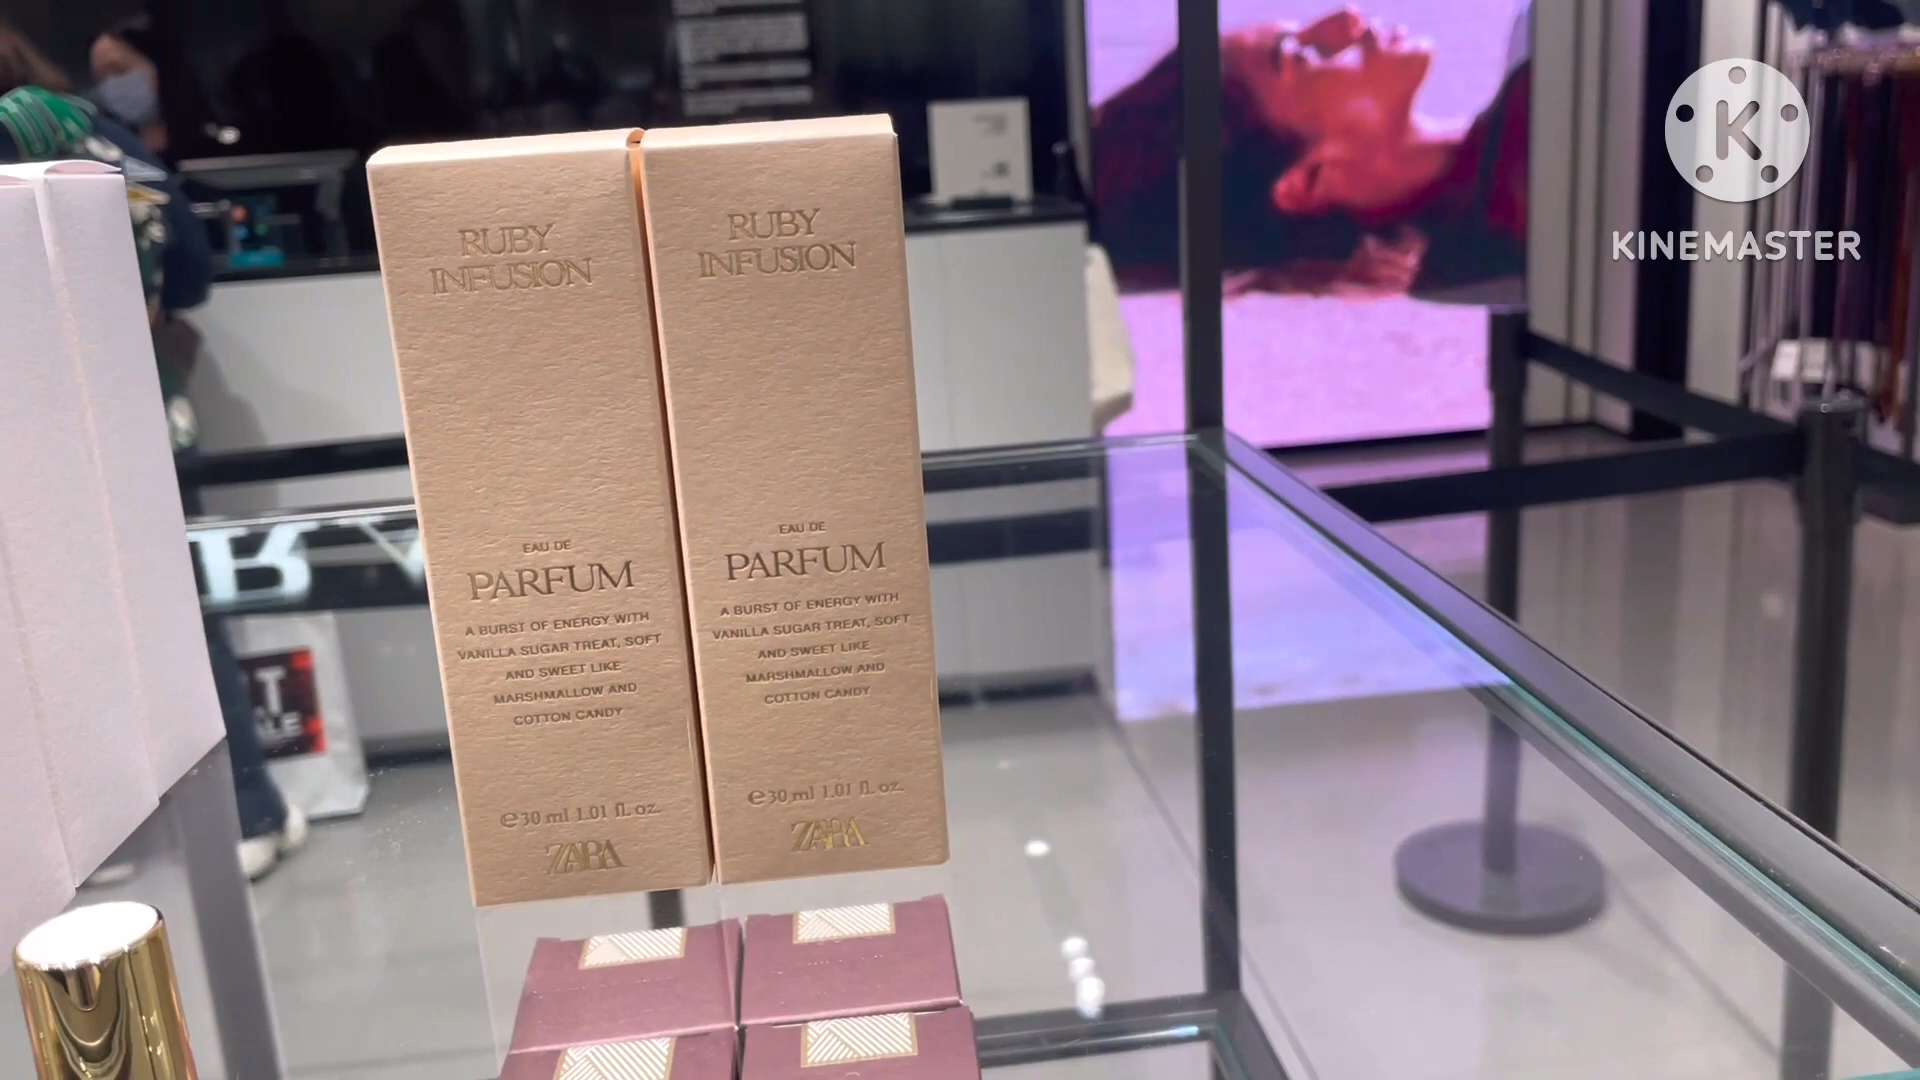 RUBY
INFUSION
EAU DE
PARFUM
A BURST OF ENERGY WITH
VANILLA SUGAR TREAT, SOFT
AND SWEET LIKE
MARSHMALLOW AND
COTTON CANDY
℮30 ml 1.01 fl. oz.
ZARA
RUBY
INFUSION
EAU DE
PARFUM
A BURST OF ENERGY WITH
VANILLA SUGAR TREAT, SOFT
AND SWEET LIKE
MARSHMALLOW AND
COTTON CANDY
℮30 ml 1.01 fl. oz.
ZARA
K
KINEMASTER